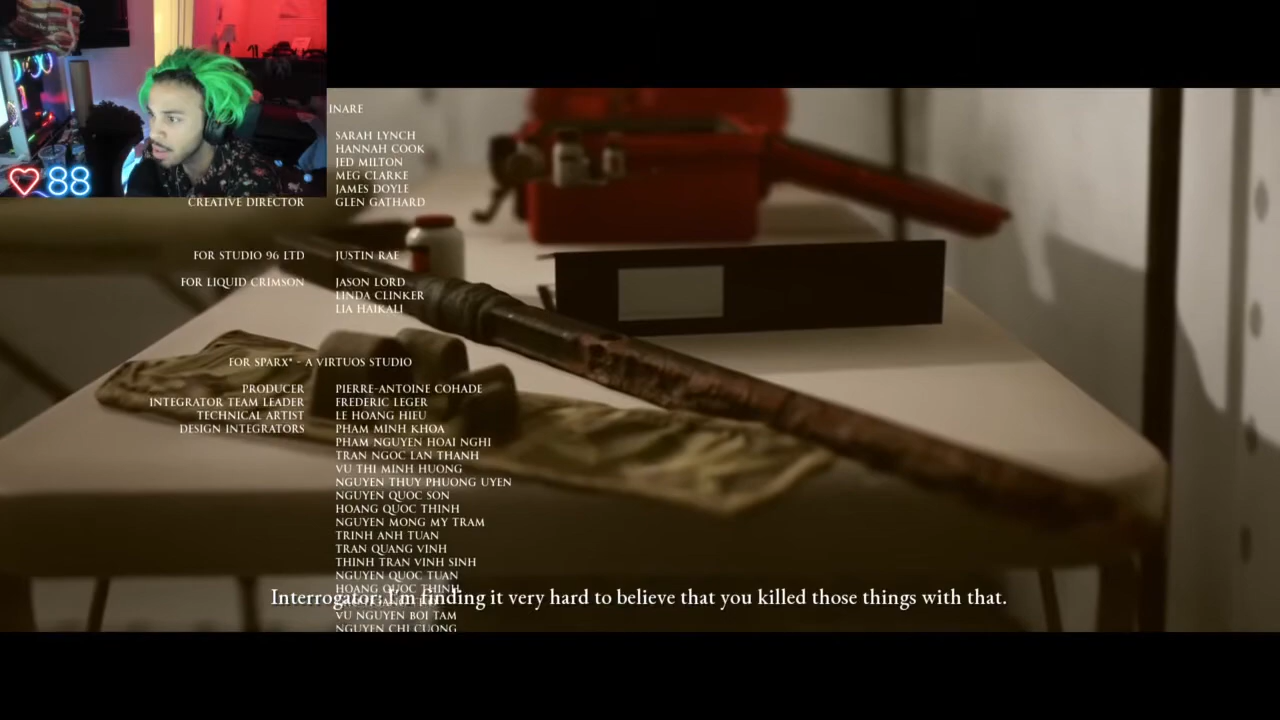 88
INARE
SARAH LYNCH
HANNAH COOK
JED MILTON
MEG CLARKE
JAMES DOYLE
CREATIVE DIRECTOR GLEN GATHARD
FOR STUDIO 96 LTD JUSTIN RAE
FOR LIQUID CRIMSON JASON LORD
LINDA CLINKER
LIA HAIKALI
FOR SPARX* - A VIRTUOS STUDIO
PRODUCER PIERRE-ANTOINE COHADE
INTEGRATOR TEAM LEADER FREDERIC LEGER
TECHNICAL ARTIST LE HOANG HIEU
DESIGN INTEGRATORS PHAM MINH KHOA
PHAM NGUYEN HOAI NGHI
TRAN NGOC LAN THANH
VU THI MINH HUONG
NGUYEN THUY PHUONG UYEN
NGUYEN QUOC SON
HOANG QUOC THINH
NGUYEN MONG MY TRAM
TRINH ANH TUAN
TRAN QUANG VINH
THINH TRAN VINH SINH
NGUYEN QUOC TUAN
HOANG QUOC THINH
Interrogator: I'm finding it very hard to believe that you killed those things with that.
VU NGUYEN BOI TAM
NGUYEN CHI CUONG